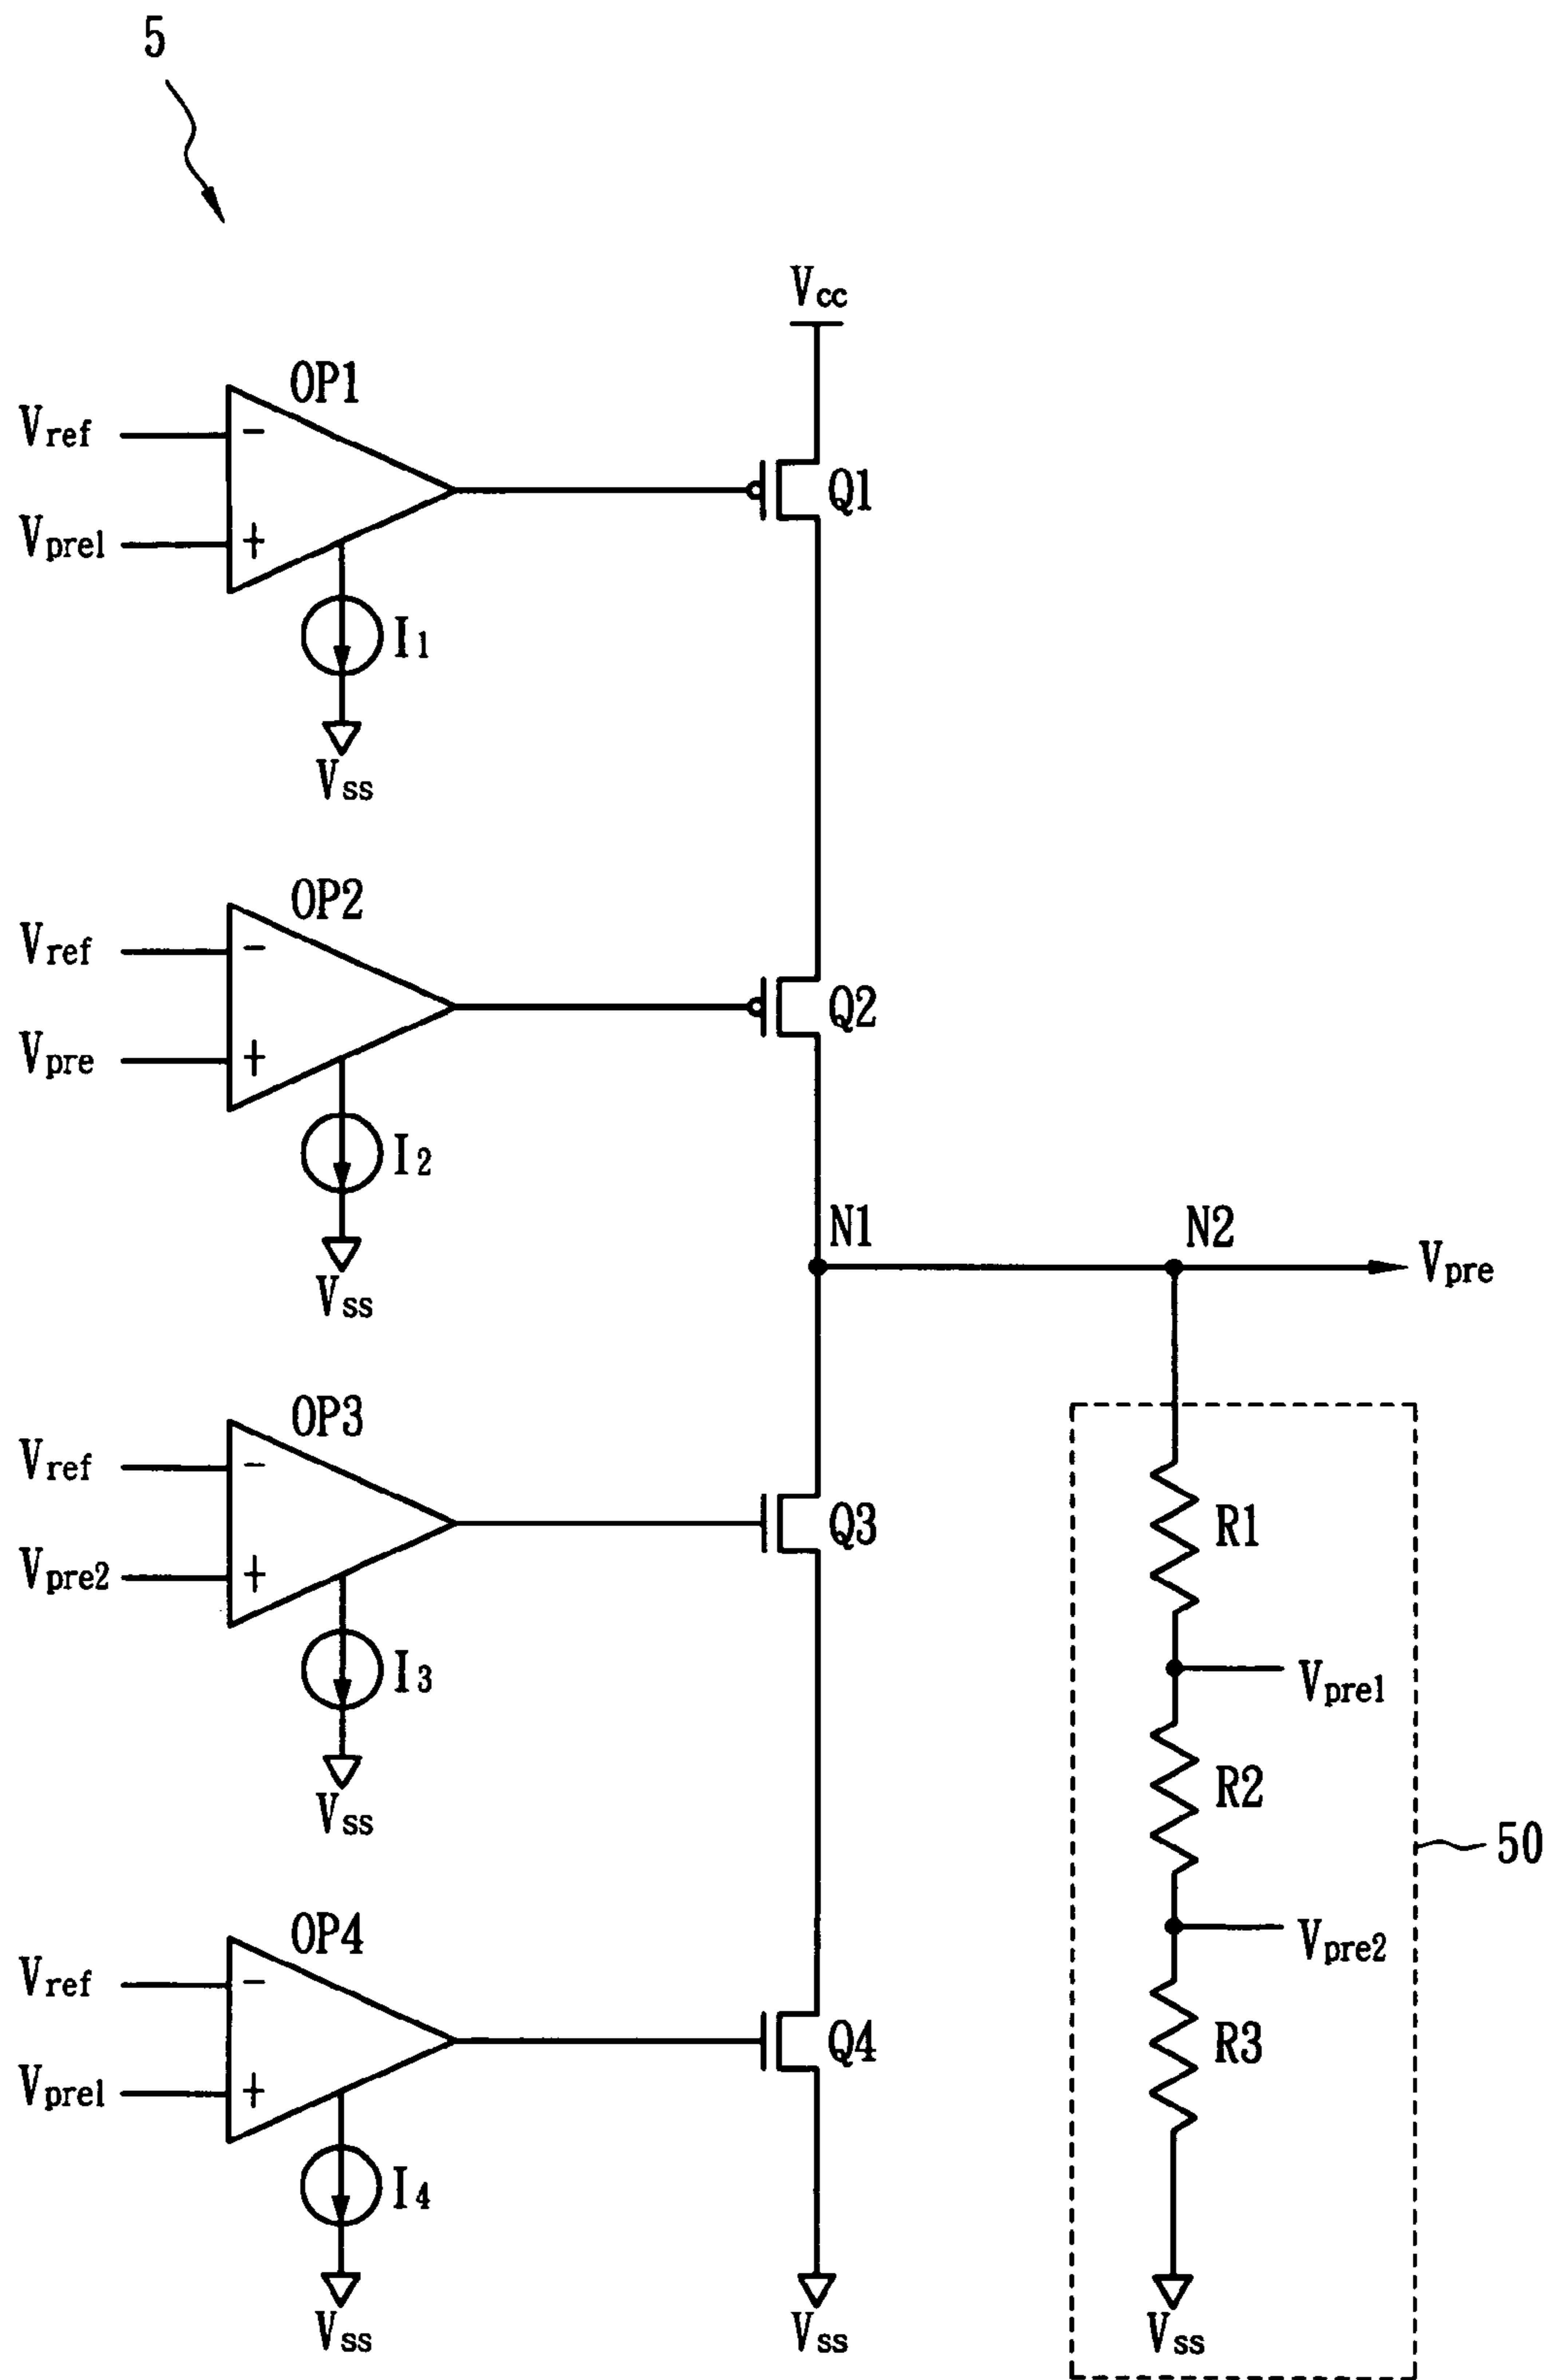 5
Vcc
OP1
Vref
-
Vpre1
+
Q1
I1
Vss
OP2
Vref
-
Vpre
+
Q2
I2
Vss
N1
N2
Vpre
OP3
Vref
-
Vpre2
+
Q3
I3
Vss
R1
Vpre1
R2
50
Vpre2
OP4
Vref
-
Vpre1
+
Q4
R3
I4
Vss
Vss
Vss